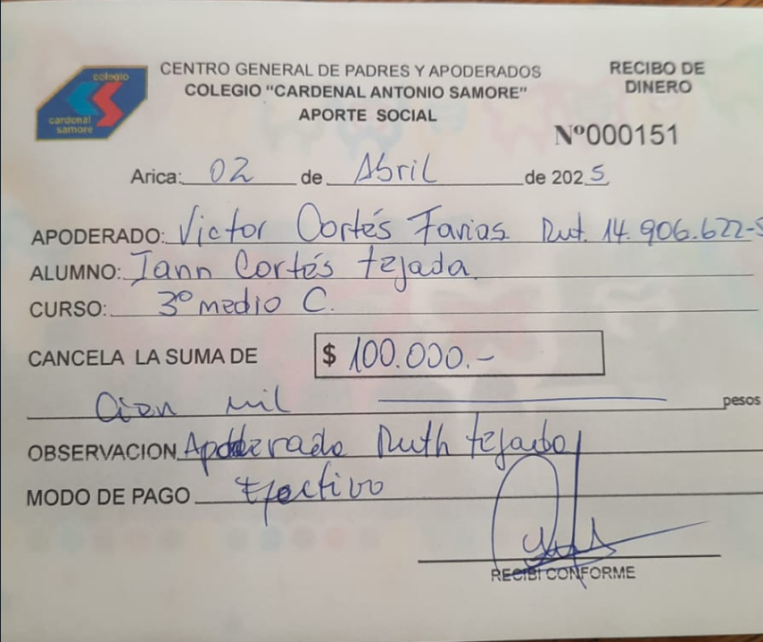 colegio
cardenal
samore
CENTRO GENERAL DE PADRES Y APODERADOS
COLEGIO "CARDENAL ANTONIO SAMORE"
APORTE SOCIAL
RECIBO DE
DINERO
Nº000151
Arica: 02 de Abril de 2025
APODERADO: Victor Cortés Farias Rut. 14.906.622-
ALUMNO: Iann Cortés tejada.
CURSO: 3º medio C.
CANCELA LA SUMA DE $ 100.000.-
Cien mil pesos
OBSERVACION Apoderado Ruth tejada
MODO DE PAGO Efectivo
RECIBI CONFORME